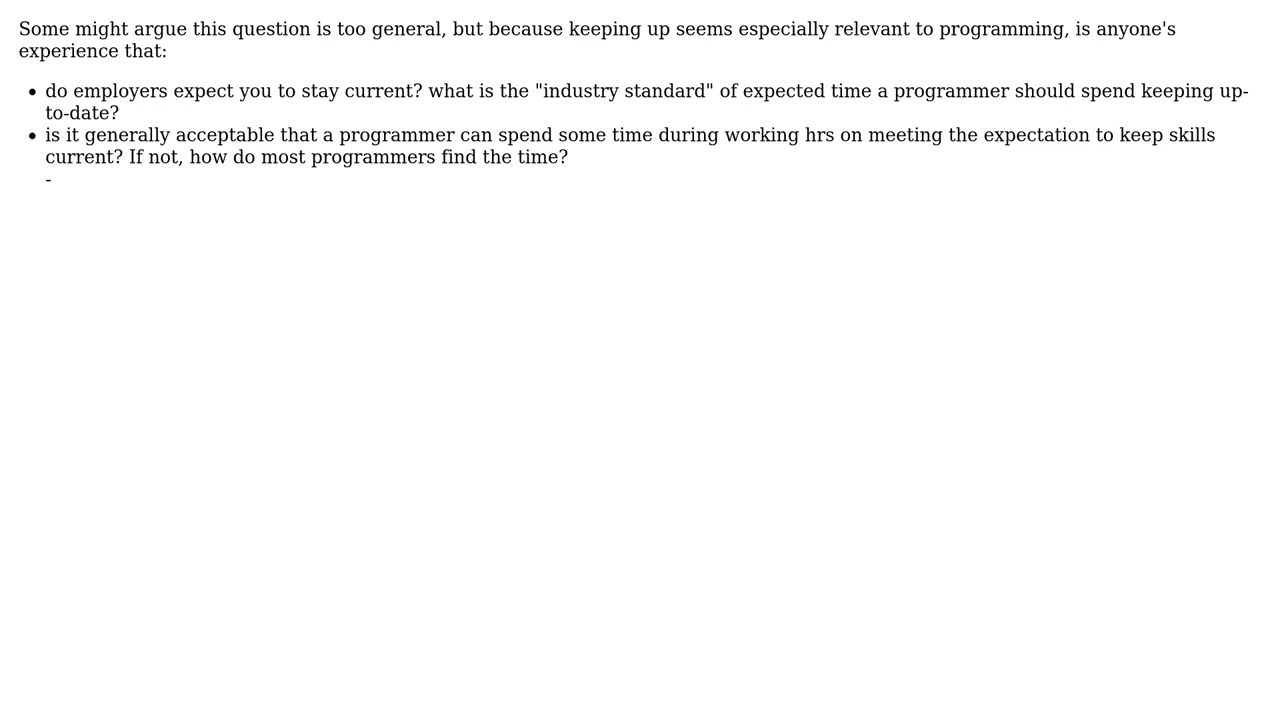 Some might argue this question is too general, but because keeping up seems especially relevant to programming, is anyone's
experience that:
• do employers expect you to stay current? what is the "industry standard" of expected time a programmer should spend keeping up-
to-date?
• is it generally acceptable that a programmer can spend some time during working hrs on meeting the expectation to keep skills
current? If not, how do most programmers find the time?
-